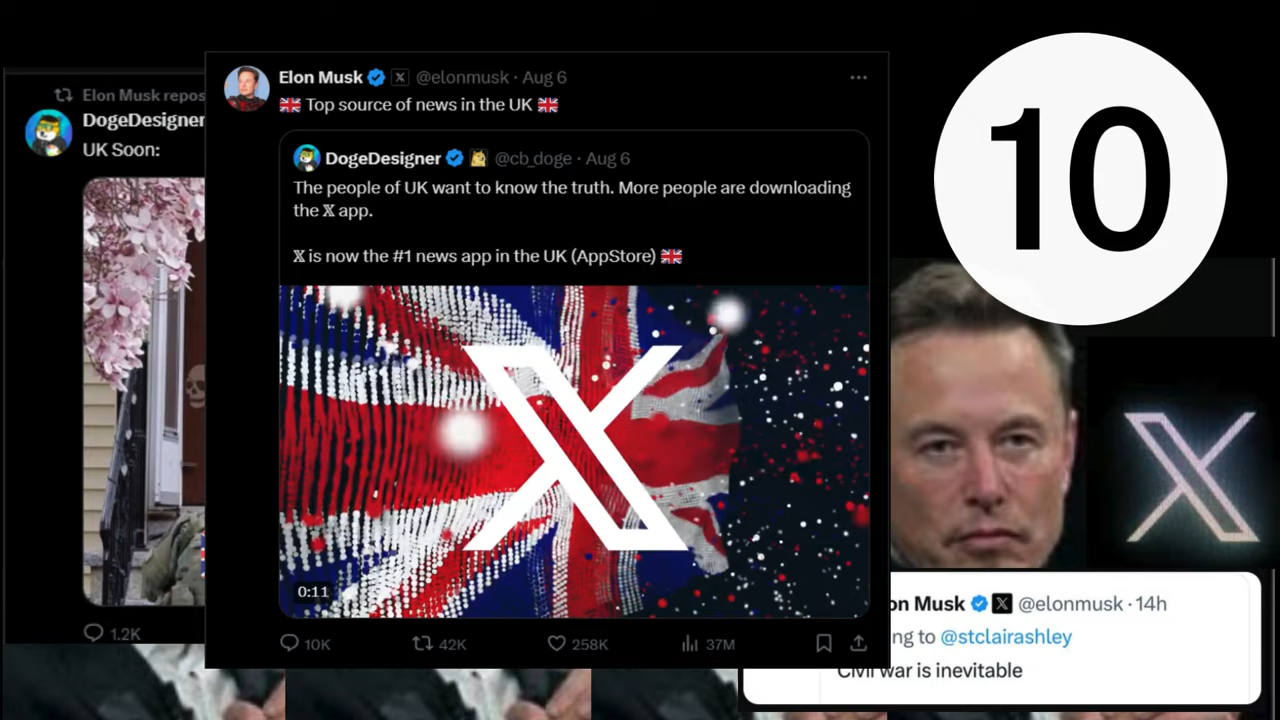 Elon Musk repos
DogeDesigner
UK Soon:
1.2K
Elon Musk @elonmusk · Aug 6
🇬🇧 Top source of news in the UK 🇬🇧
DogeDesigner @cb_doge · Aug 6
The people of UK want to know the truth. More people are downloading
the 𝕏 app.
𝕏 is now the #1 news app in the UK (AppStore) 🇬🇧
X
0:11
10K 42K 258K 37M
10
X
on Musk @elonmusk · 14h
ng to @stclairashley
Civil war is inevitable